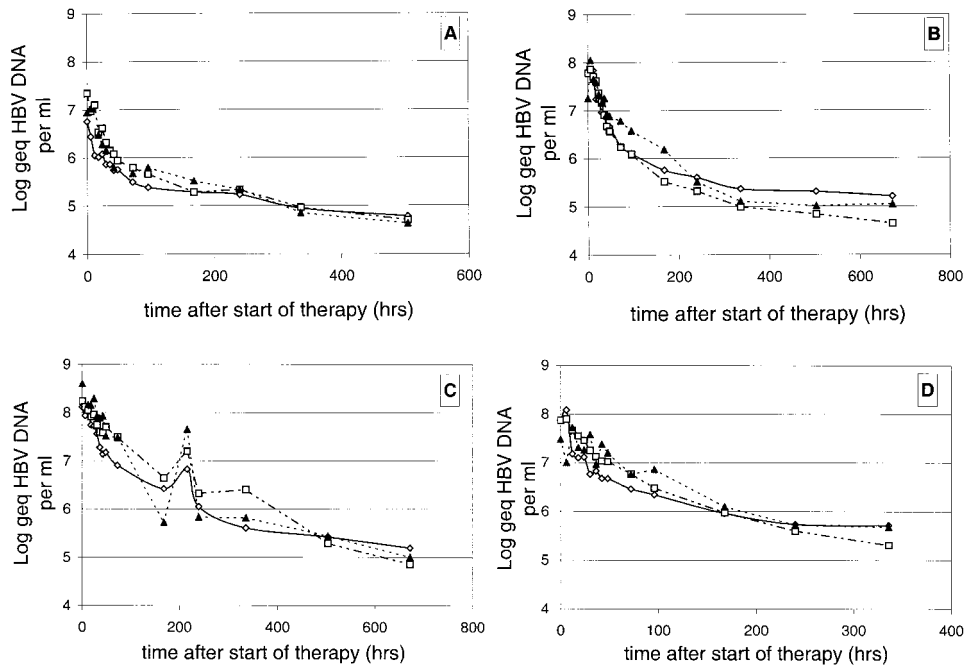 A
9
8
7
6
5
4
Log geq HBV DNA
per ml
0
200
400
600
time after start of therapy (hrs)
B
9
8
7
6
5
4
Log geq HBV DNA
per ml
0
200
400
600
800
time after start of therapy (hrs)
C
9
8
7
6
5
4
Log geq HBV DNA
per ml
0
200
400
600
800
time after start of therapy (hrs)
D
9
8
7
6
5
4
Log geq HBV DNA
per ml
0
100
200
300
400
time after start of therapy (hrs)